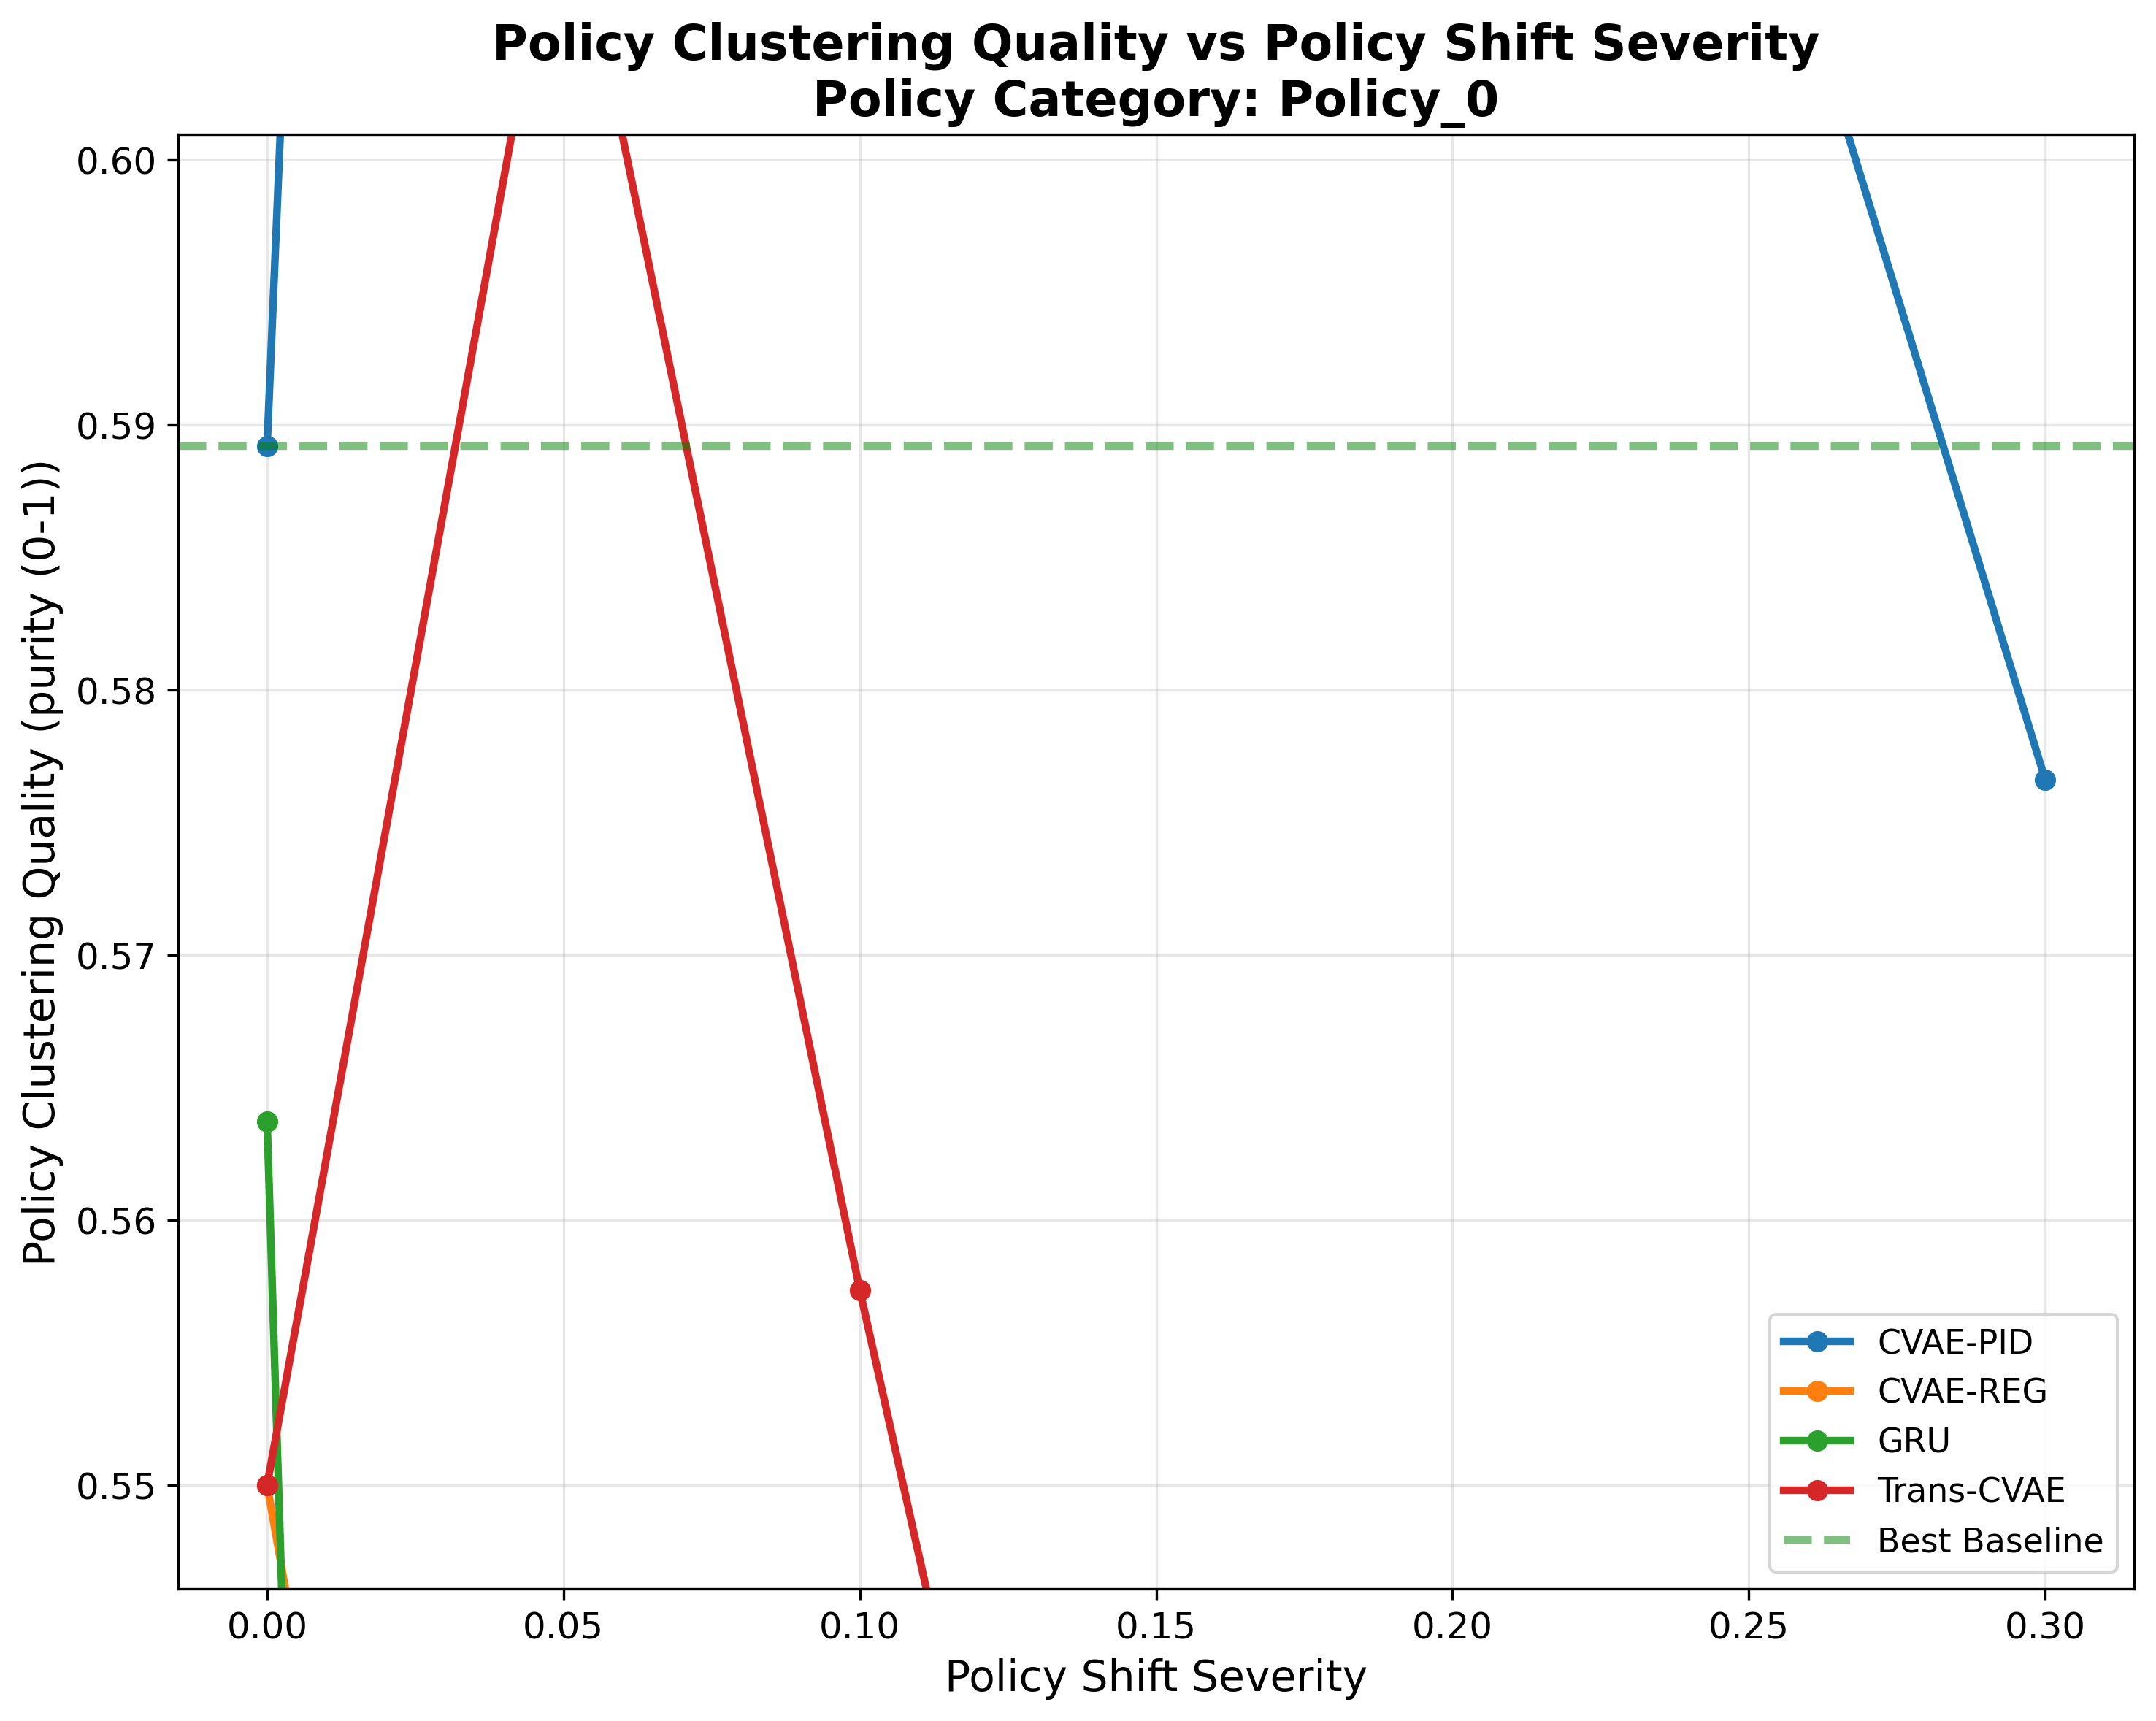 Policy Clustering Quality vs Policy Shift Severity
Policy Category: Policy_0
Policy Clustering Quality (purity (0-1))
0.60
0.59
0.58
0.57
0.56
0.55
0.00
0.05
0.10
0.15
0.20
0.25
0.30
Policy Shift Severity
CVAE-PID
CVAE-REG
GRU
Trans-CVAE
Best Baseline